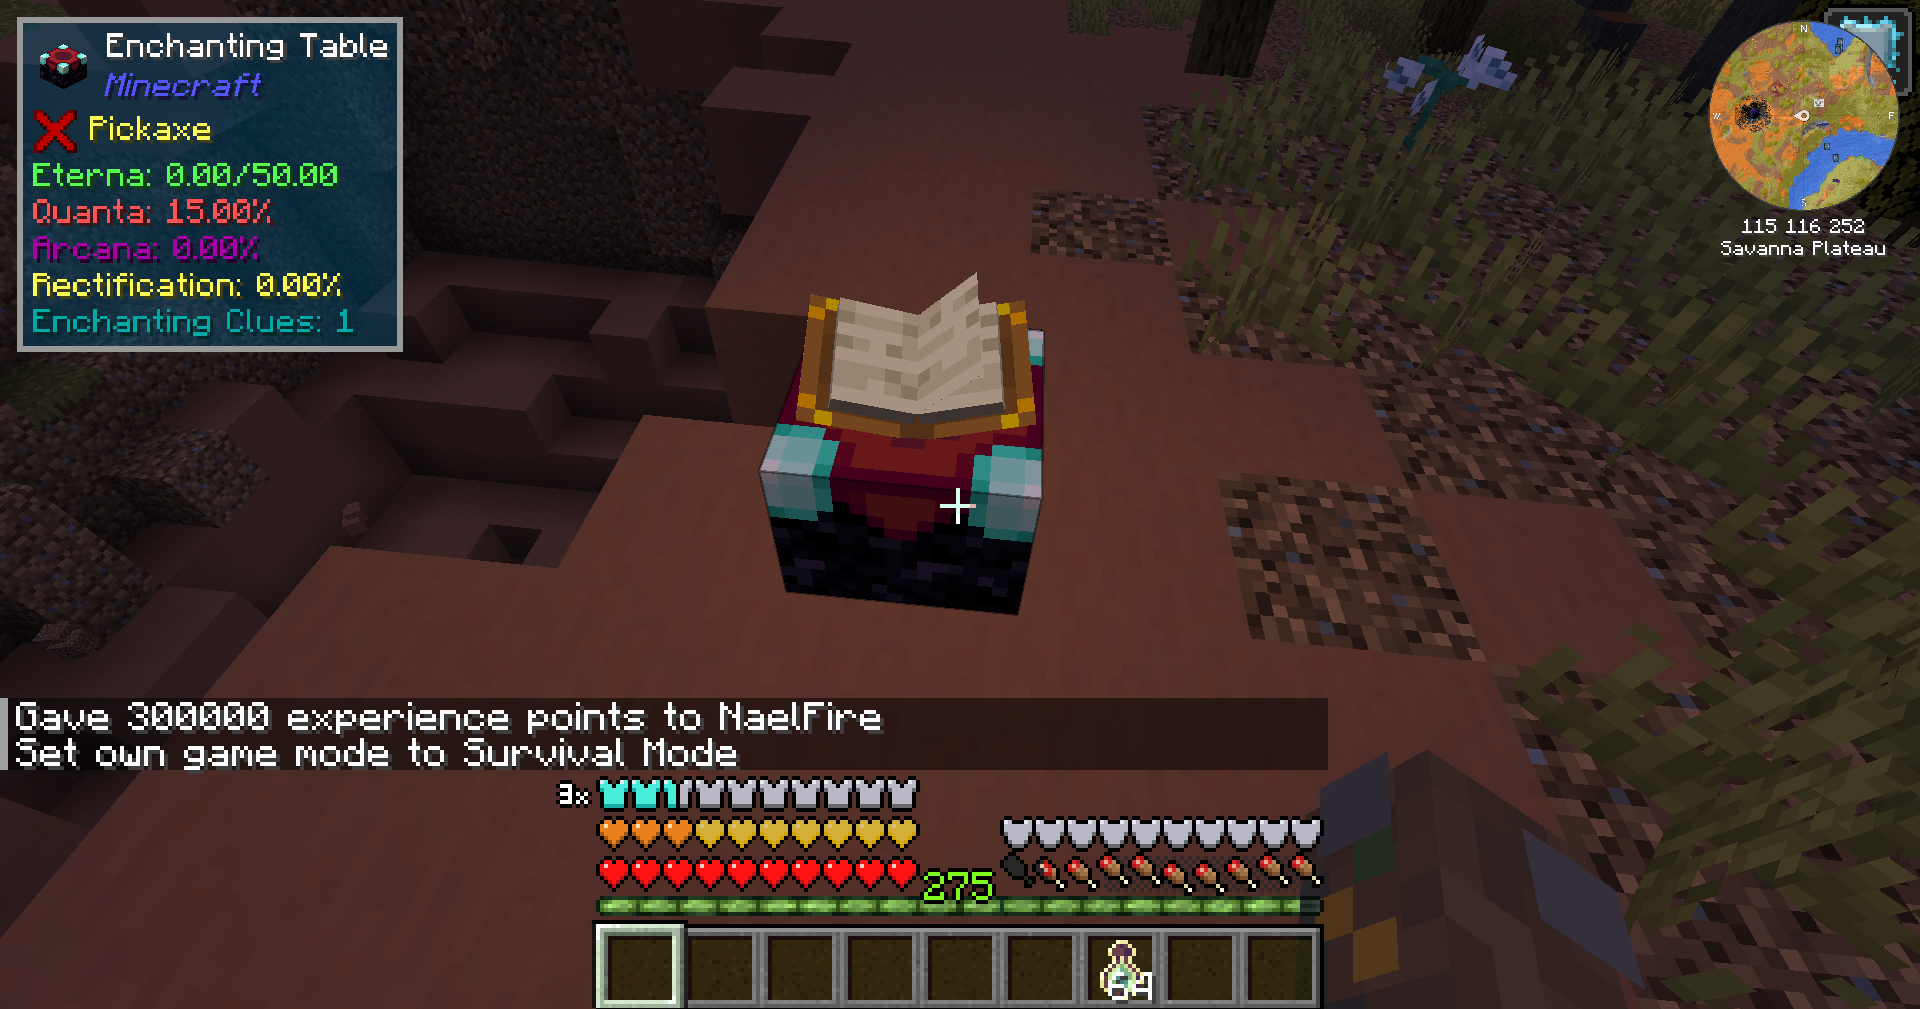 Enchanting Table
Minecraft
Pickaxe
Eterna: 0.00/50.00
Quanta: 15.00%
Arcana: 0.00%
Rectification: 0.00%
Enchanting Clues: 1
N
W
E
S
115 116 252
Savanna Plateau
Gave 300000 experience points to NaelFire
Set own game mode to Survival Mode
3x
275
64